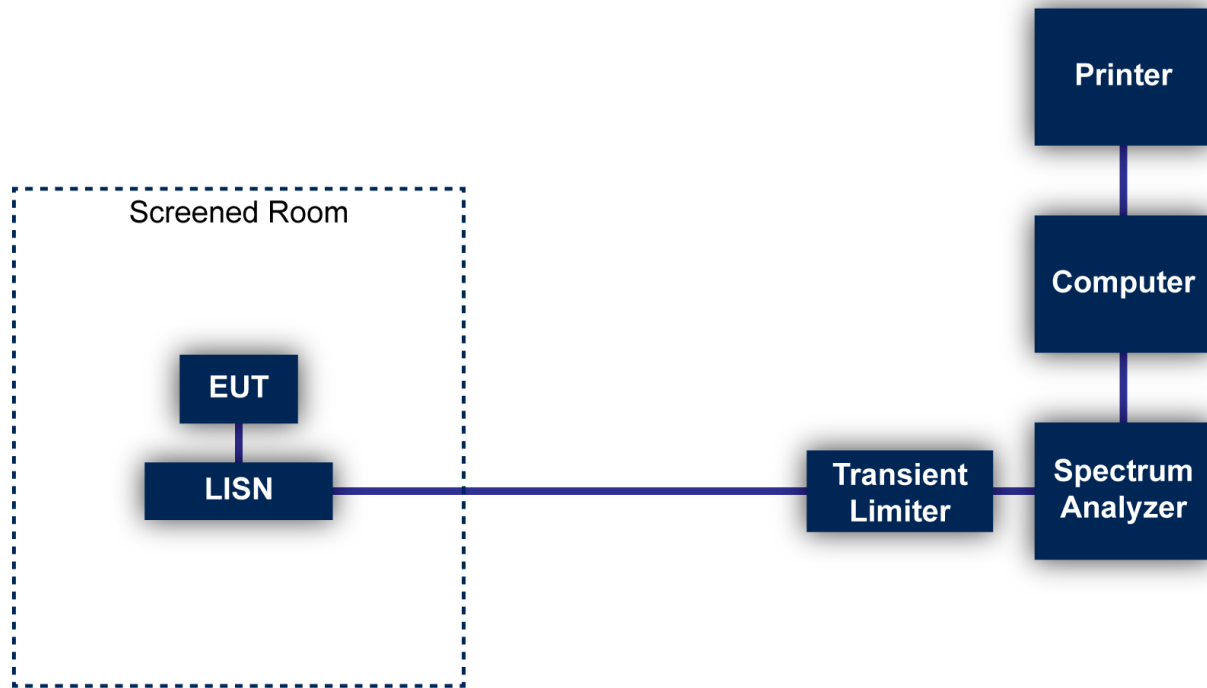 Printer
Screened Room
Computer
EUT
LISN
Transient
Limiter
Spectrum
Analyzer